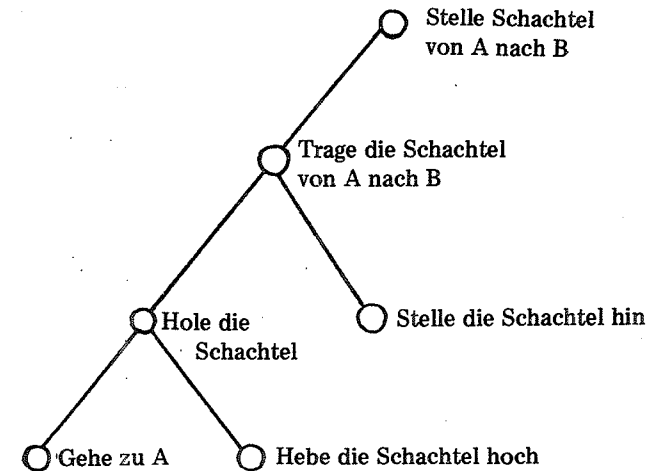 Stelle Schachtel
von A nach B
Trage die Schachtel
von A nach B
Hole die
Schachtel
Stelle die Schachtel hin
Gehe zu A
Hebe die Schachtel hoch